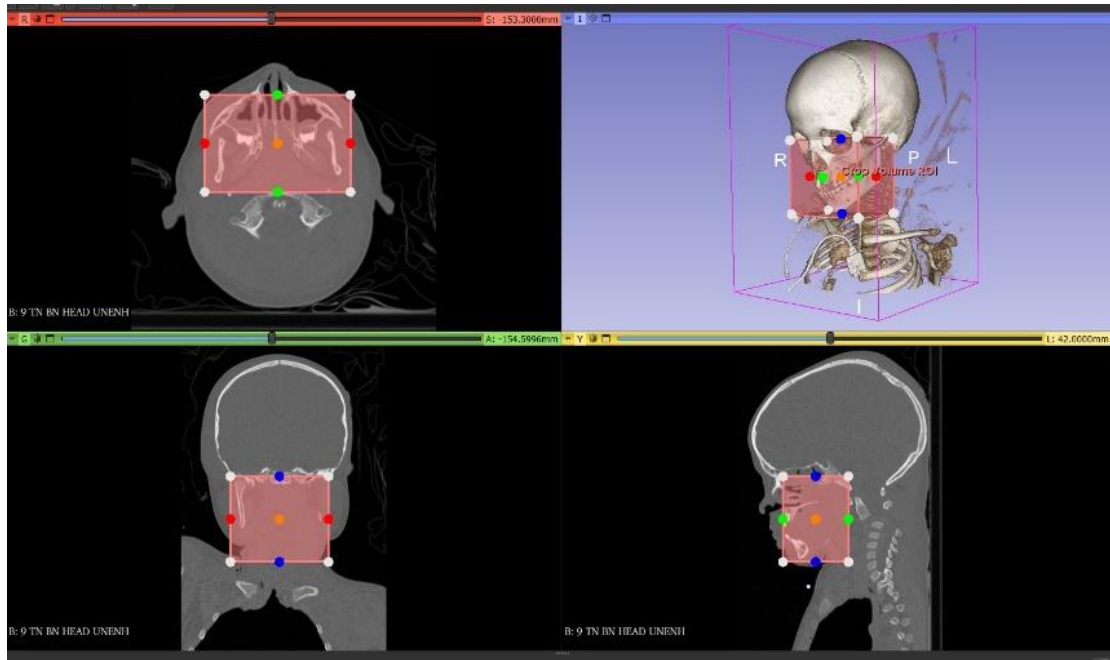 R
S: -153.3000mm
1
B: 9 TN BN HEAD UNENH
R
P
L
Crop Volume ROI
I
G
A: -154.5996mm
Y
L: 42.0000mm
B: 9 TN BN HEAD UNENH
B: 9 TN BN HEAD UNENH